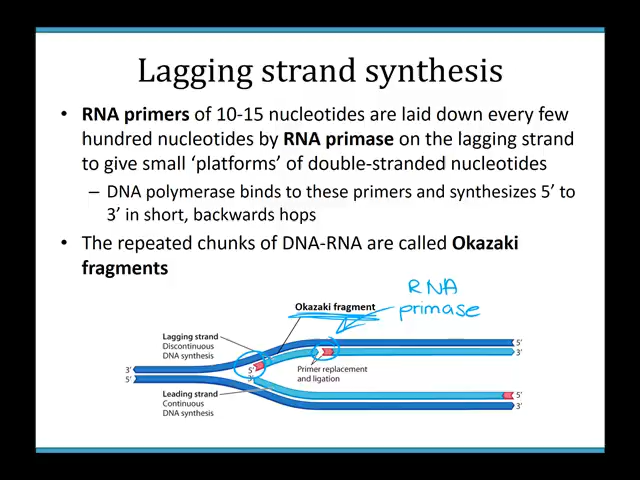 Lagging strand synthesis
• RNA primers of 10-15 nucleotides are laid down every few
hundred nucleotides by RNA primase on the lagging strand
to give small ‘platforms’ of double-stranded nucleotides
– DNA polymerase binds to these primers and synthesizes 5’ to
3’ in short, backwards hops
• The repeated chunks of DNA-RNA are called Okazaki
fragments
RNA
primase
Okazaki fragment
Lagging strand
Discontinuous
DNA synthesis
5′
3′
Primer replacement
and ligation
3′
5′
5′
3′
Leading strand
Continuous
DNA synthesis
5′
3′